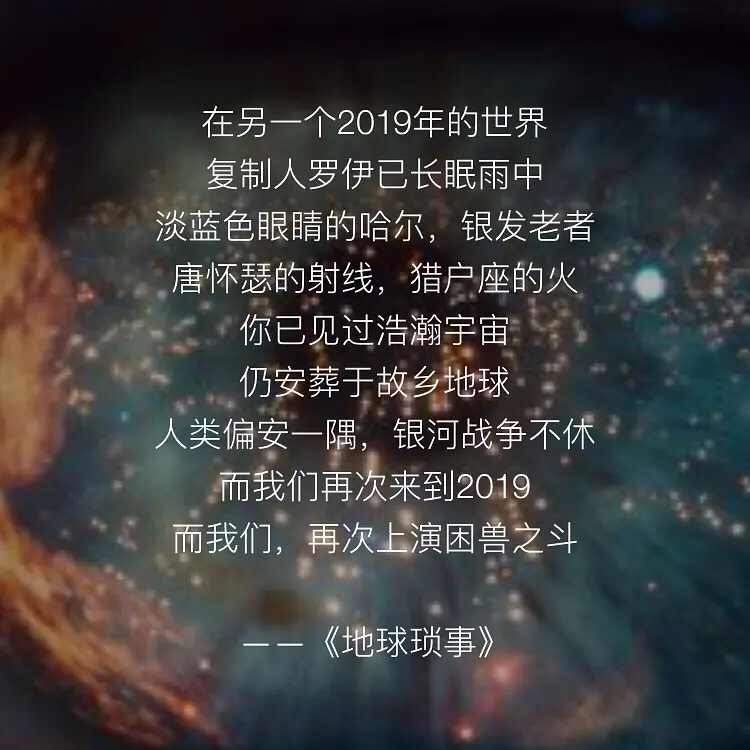 在另一个2019年的世界
复制人罗伊已长眠雨中
淡蓝色眼睛的哈尔，银发老者
唐怀瑟的射线，猎户座的火
你已见过浩瀚宇宙
仍安葬于故乡地球
人类偏安一隅，银河战争不休
而我们再次来到2019
而我们，再次上演困兽之斗
——《地球琐事》